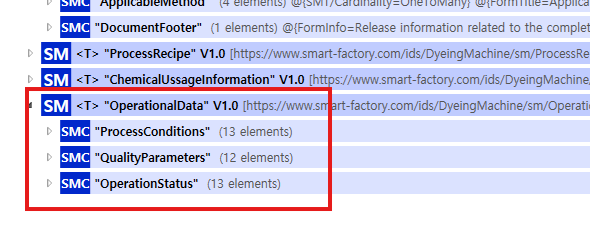 SMC "ApplicableMethod" (4 elements) @{SMT/Cardinality=OneToMany} @{FormTitle=Applica
SMC "DocumentFooter" (1 elements) @{FormInfo=Release information related to the complet
SM <T> "ProcessRecipe" V1.0 [https://www.smart-factory.com/ids/DyeingMachine/sm/ProcessRe
SM <T> "ChemicalUssageInformation" V1.0 [https://www.smart-factory.com/ids/DyeingMachine/
SM <T> "OperationalData" V1.0 [https://www.smart-factory.com/ids/DyeingMachine/sm/Operation
SMC "ProcessConditions" (13 elements)
SMC "QualityParameters" (12 elements)
SMC "OperationStatus" (13 elements)